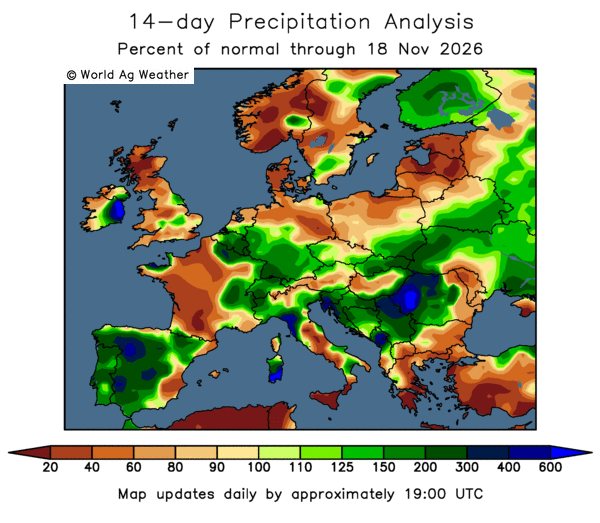 14-day Precipitation Analysis
Percent of normal through 18 Nov 2026
© World Ag Weather
20 40 60 80 90 100 110 125 150 200 300 400 600
Map updates daily by approximately 19:00 UTC